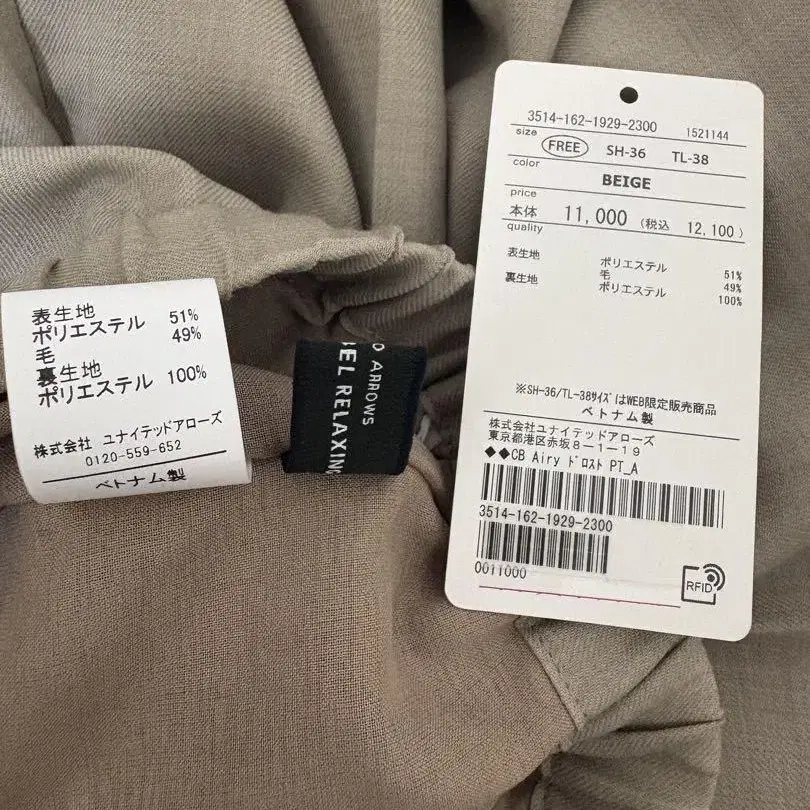 表生地
ポリエステル 51%
毛 49%
裏生地
ポリエステル 100%
株式会社 ユナイテッドアローズ
0120-559-652
ベトナム製
D ARROWS
BEL RELAXING
3514-162-1929-2300 1521144
size
FREE SH-36 TL-38
color
BEIGE
price
本体 11,000 (税込 12,100)
quality
表生地 ポリエステル 51%
毛 49%
裏生地 ポリエステル 100%
※SH-36/TL-38サイズはWEB限定販売商品
ベトナム製
株式会社ユナイテッドアローズ
東京都港区赤坂8-1-19
◆◆CB Airy ドロスト PT_A
3514-162-1929-2300
0011000
RFID